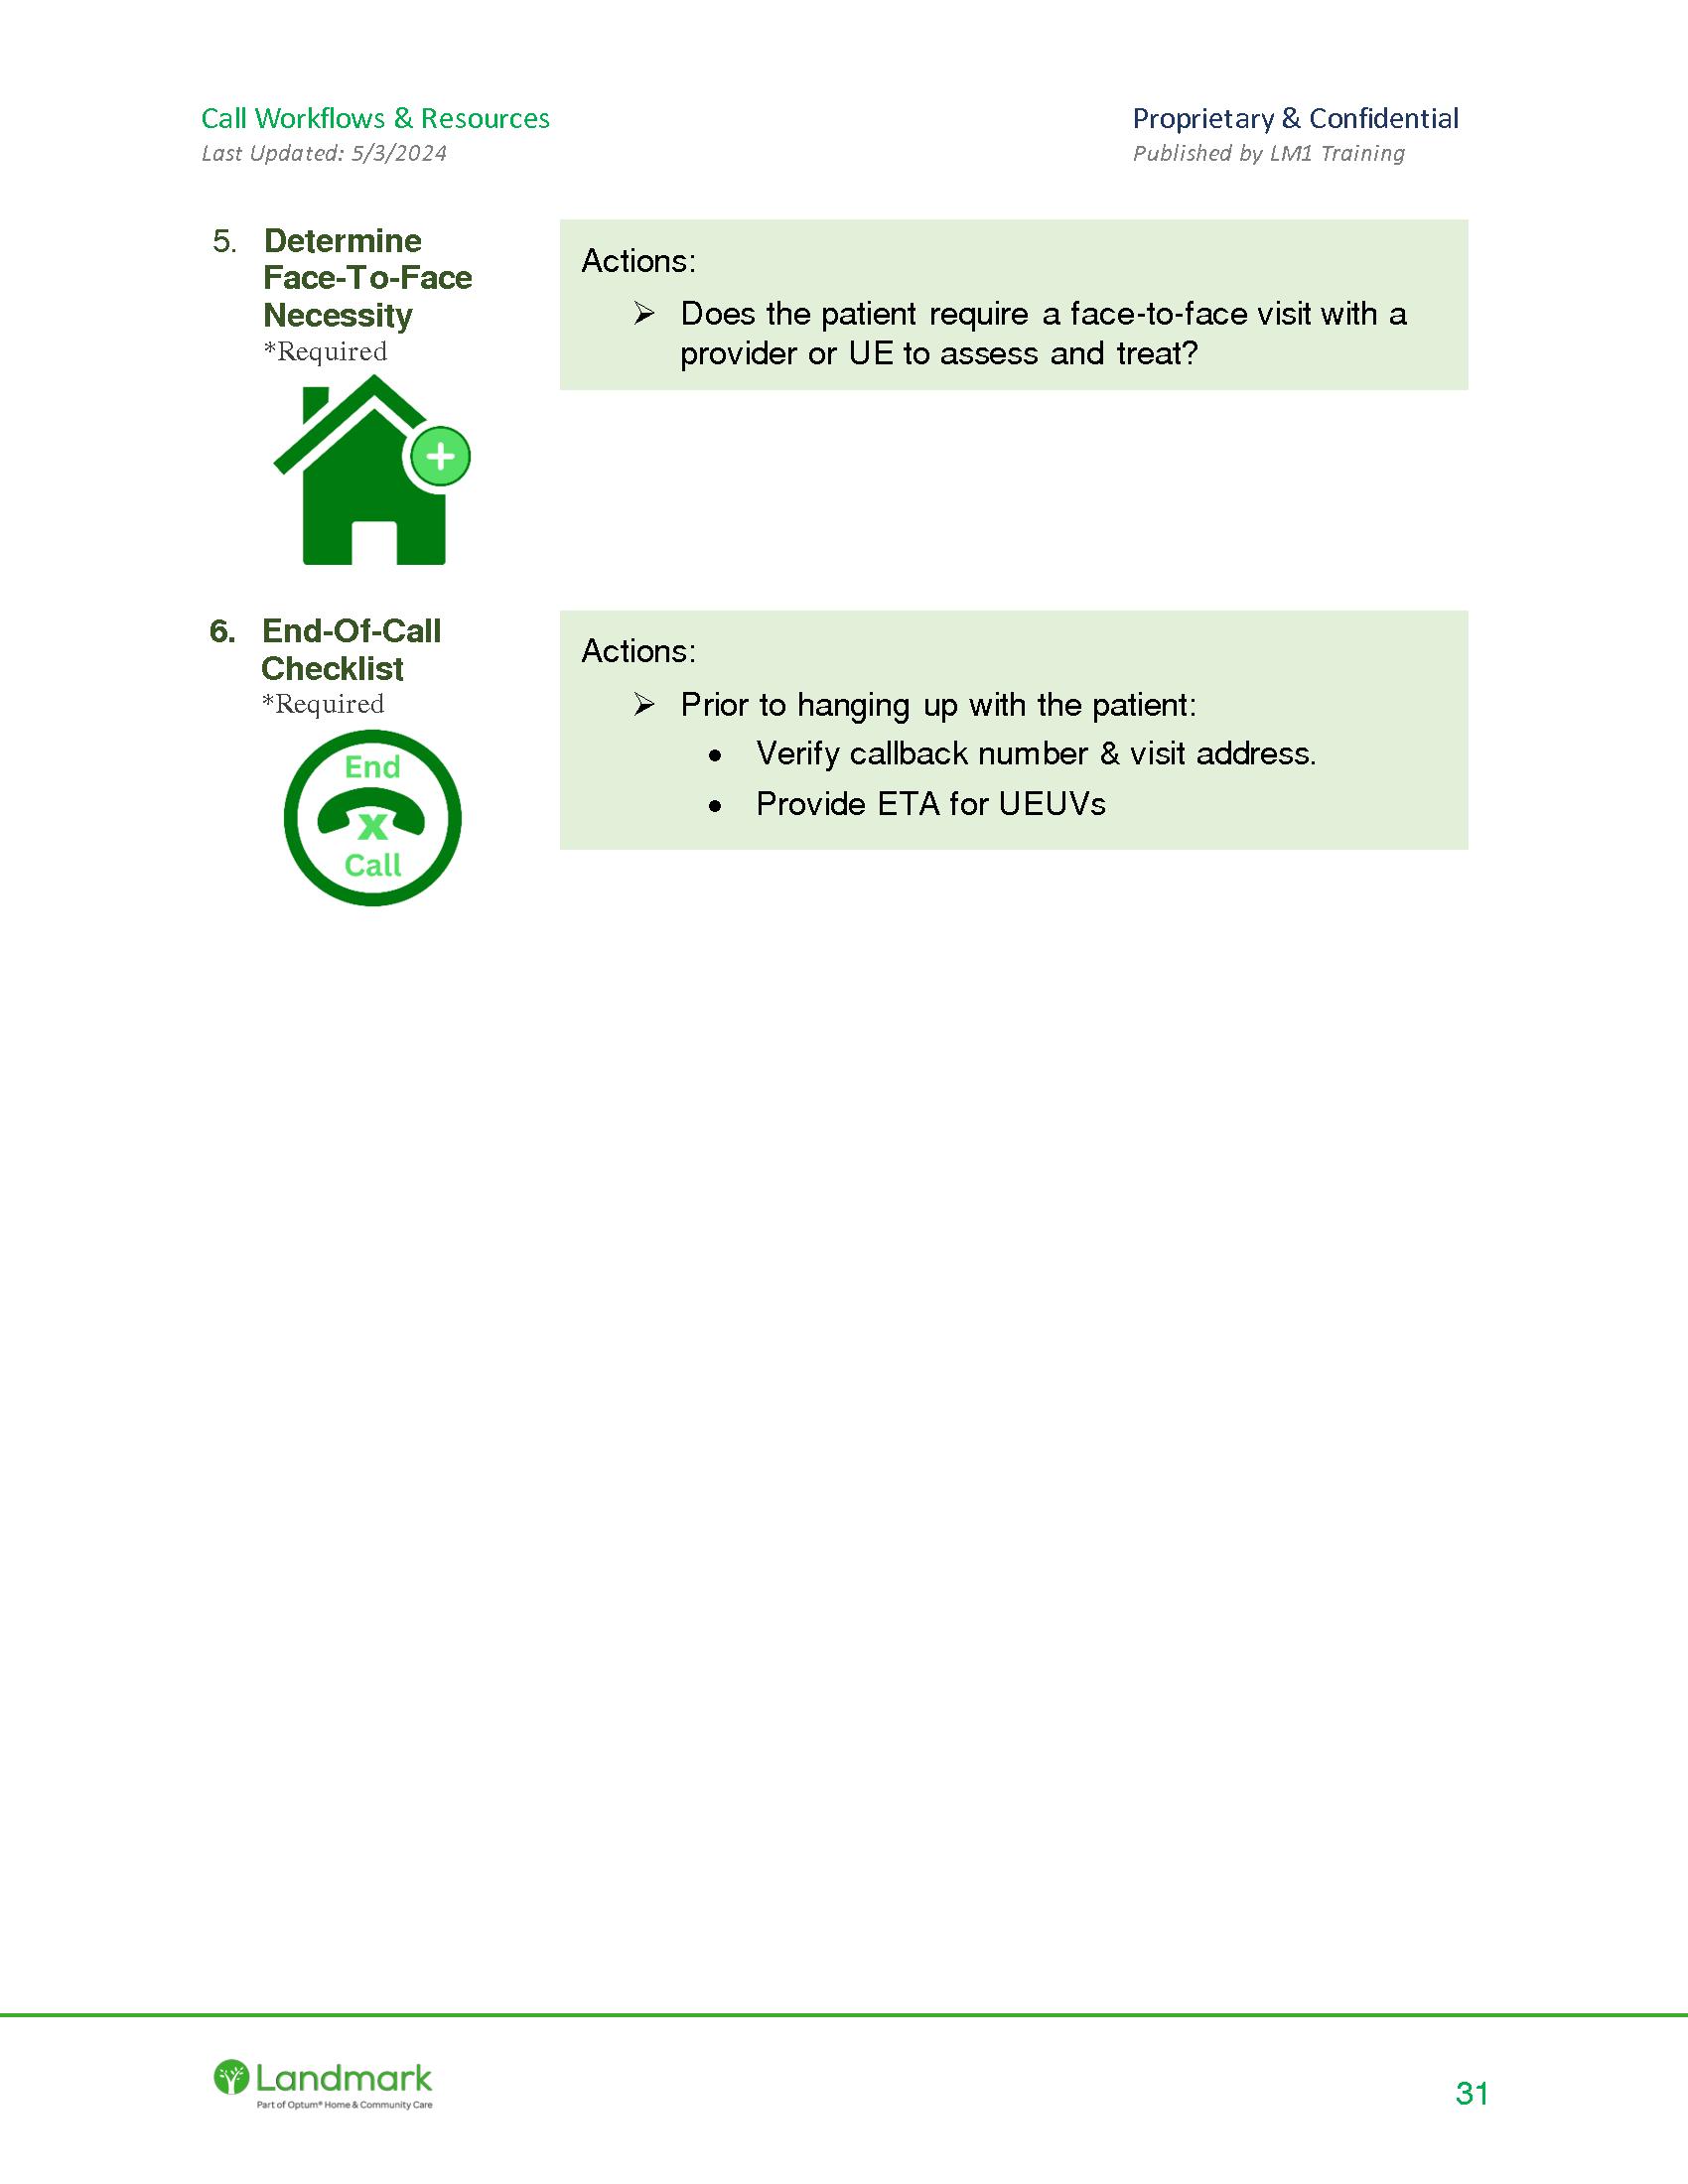 Call Workflows & Resources
Proprietary & Confidential
Last Updated: 5/3/2024
Published by LM1 Training
5. Determine
Face-To-Face
Necessity
*Required
Actions:
➢ Does the patient require a face-to-face visit with a
provider or UE to assess and treat?
6. End-Of-Call
Checklist
*Required
End
x
Call
Actions:
➢ Prior to hanging up with the patient:
• Verify callback number & visit address.
• Provide ETA for UEUVs
Landmark
Part of Optum® Home & Community Care
31